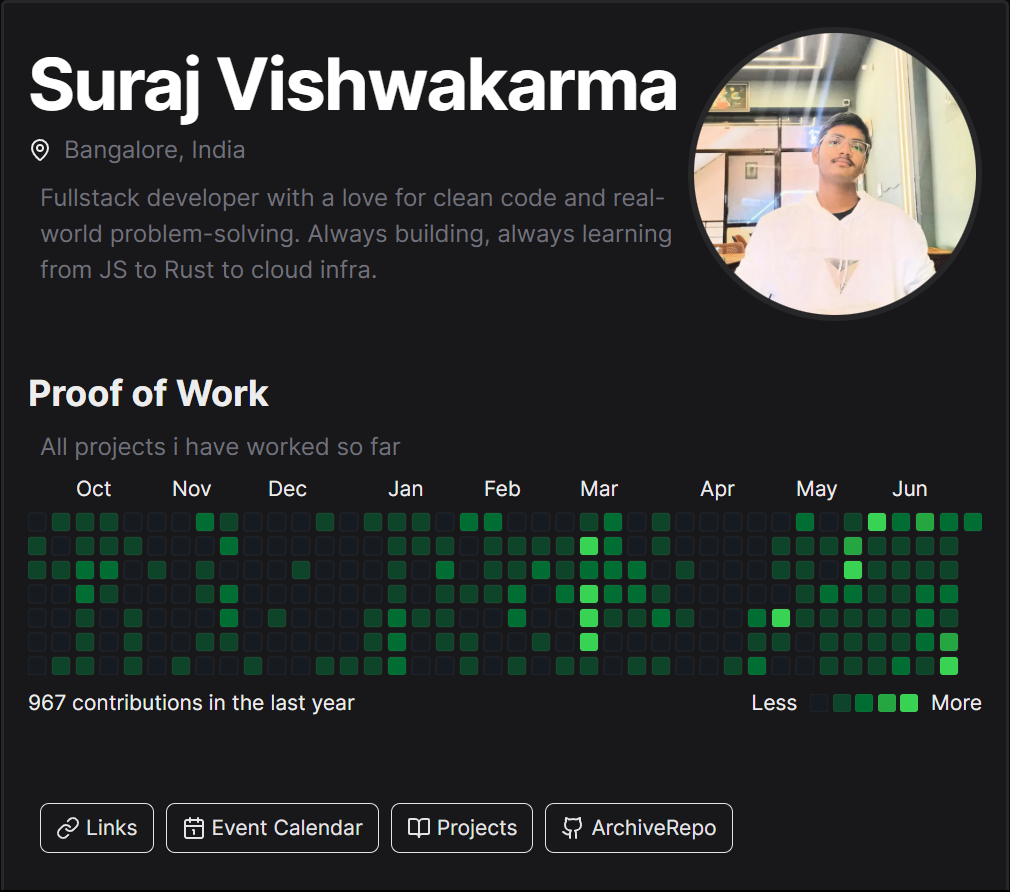 Suraj Vishwakarma
Bangalore, India
Fullstack developer with a love for clean code and real-
world problem-solving. Always building, always learning
from JS to Rust to cloud infra.
Proof of Work
All projects i have worked so far
Oct Nov Dec Jan Feb Mar Apr May Jun
967 contributions in the last year
Less More
Links Event Calendar Projects ArchiveRepo